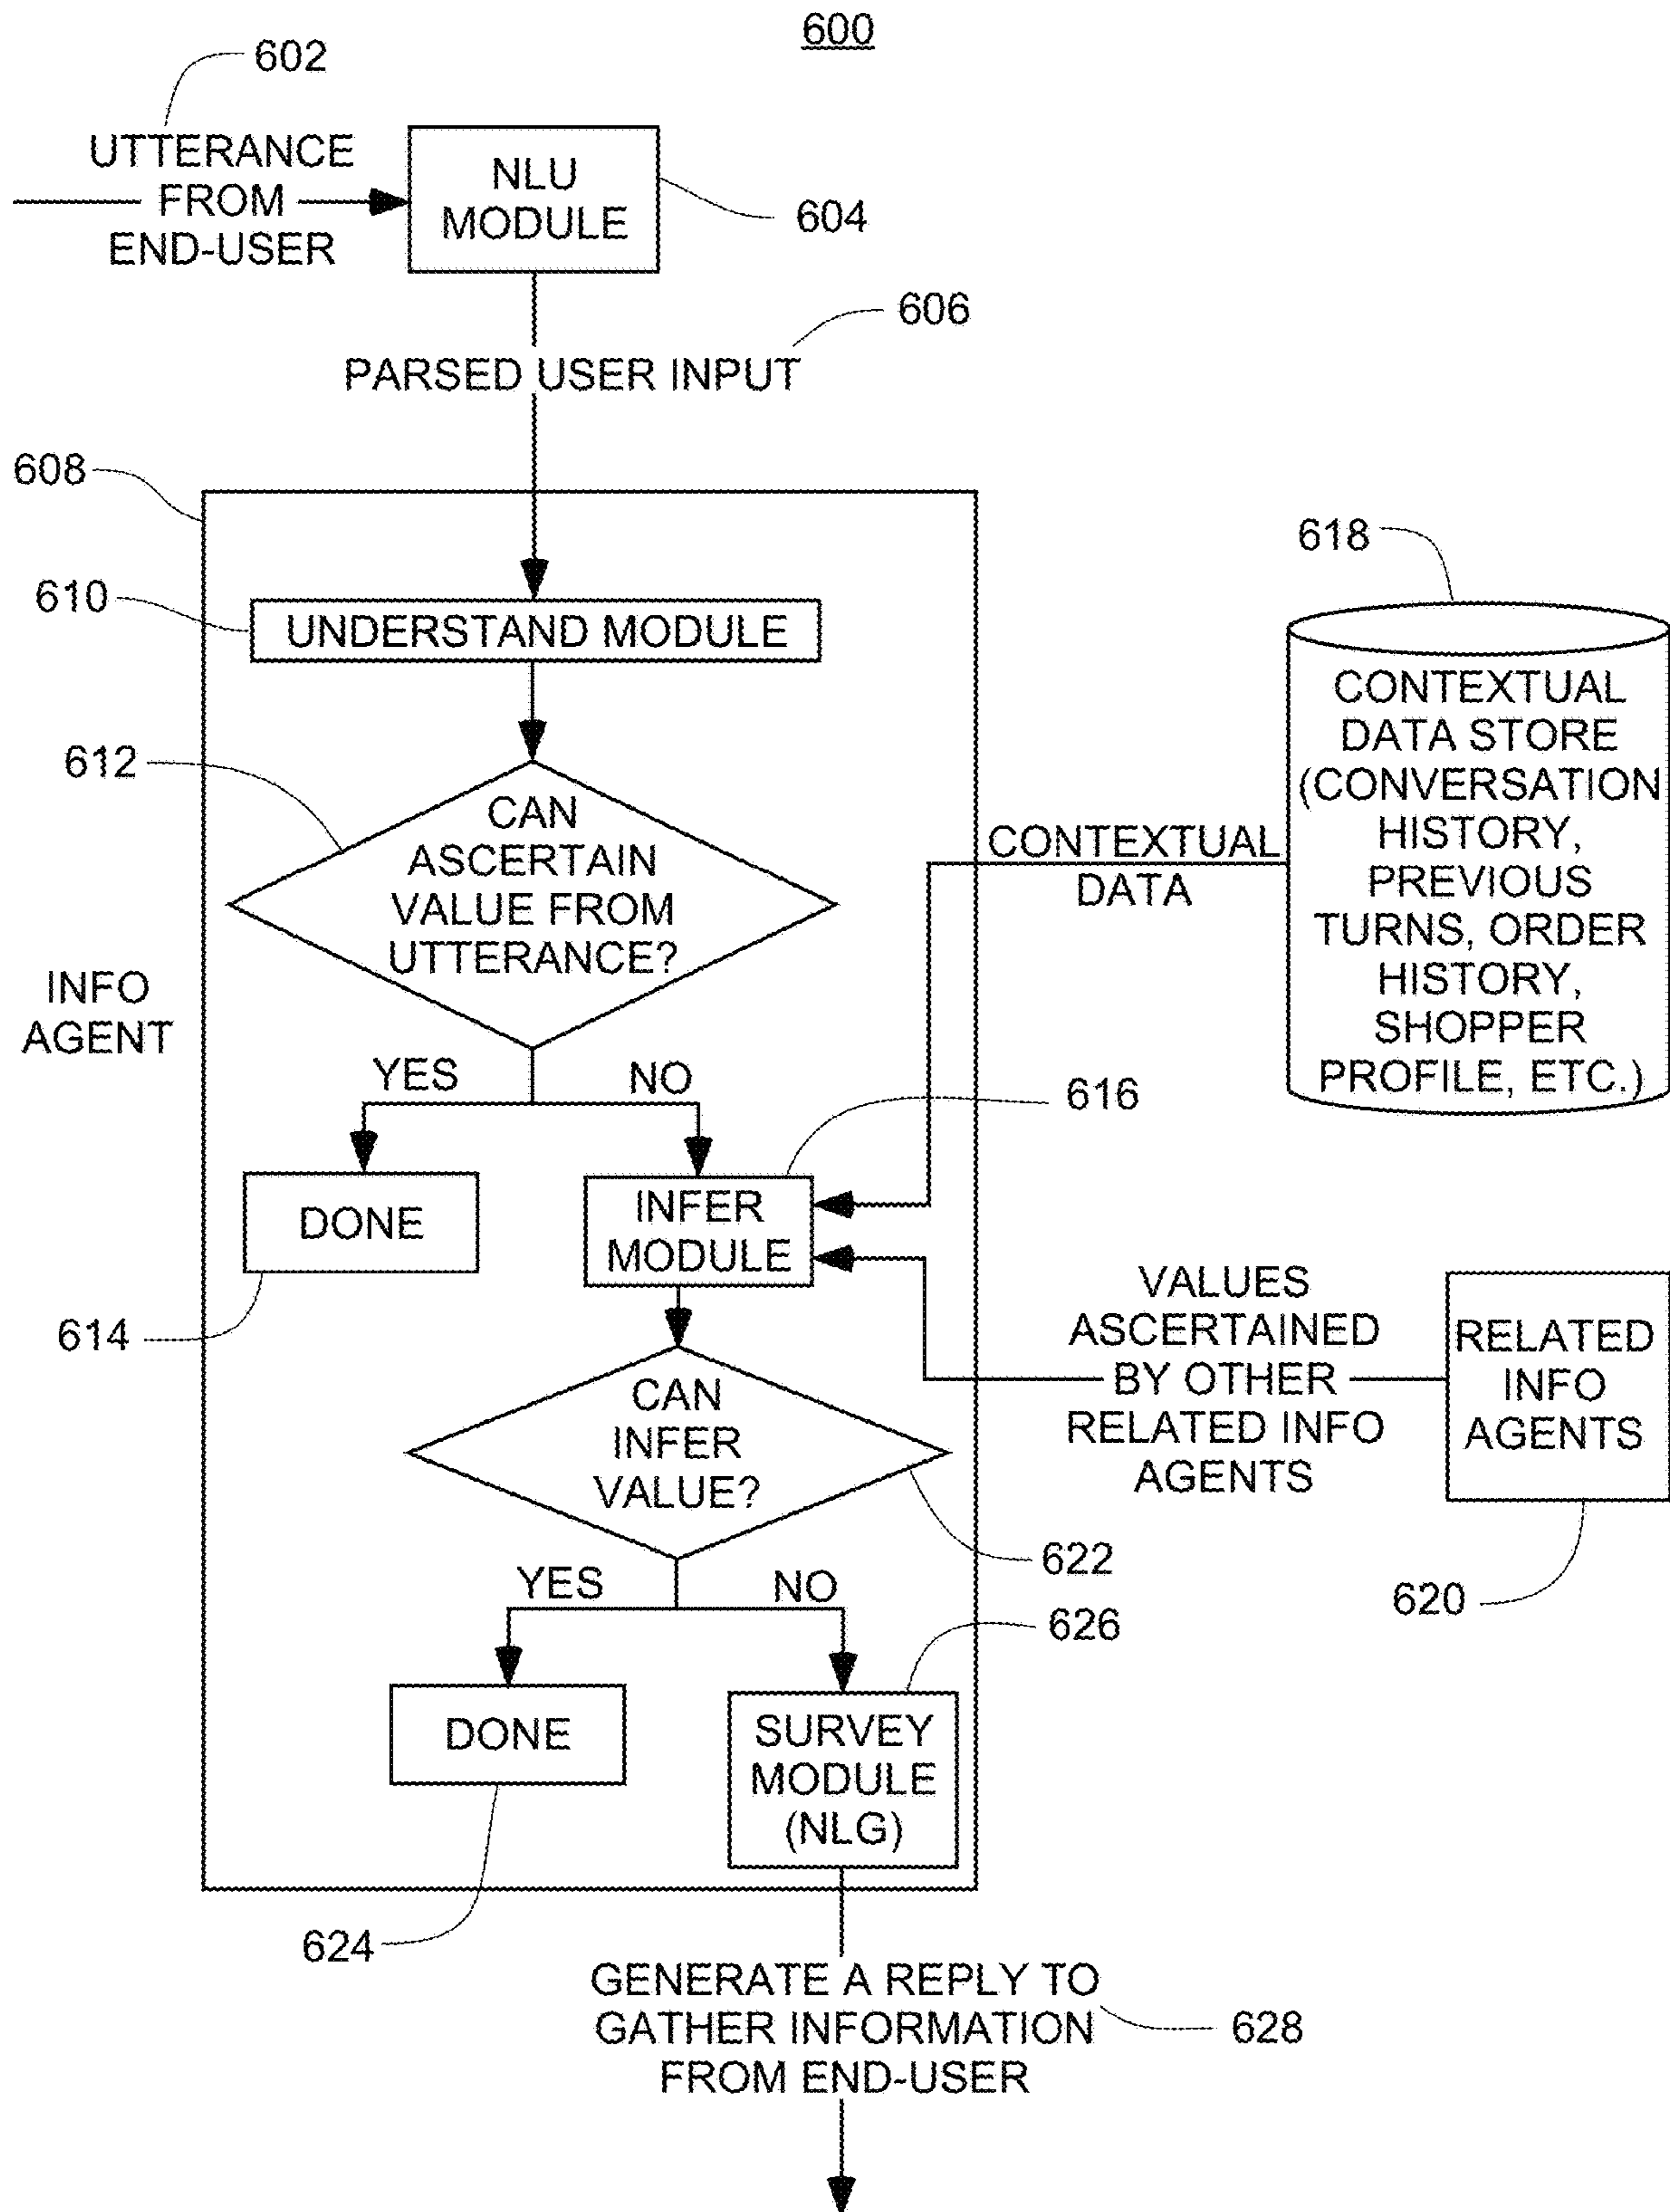 600
602
UTTERANCE
FROM
END-USER
NLU
MODULE
604
606
PARSED USER INPUT
608
610
UNDERSTAND MODULE
612
CAN
ASCERTAIN
VALUE FROM
UTTERANCE?
INFO
AGENT
618
CONTEXTUAL
DATA STORE
(CONVERSATION
HISTORY,
PREVIOUS
TURNS, ORDER
HISTORY,
SHOPPER
PROFILE, ETC.)
CONTEXTUAL
DATA
YES
NO
616
DONE
614
INFER
MODULE
VALUES
ASCERTAINED
BY OTHER
RELATED INFO
AGENTS
RELATED
INFO
AGENTS
620
CAN
INFER
VALUE?
622
YES
NO
626
DONE
624
SURVEY
MODULE
(NLG)
GENERATE A REPLY TO
GATHER INFORMATION
FROM END-USER
628